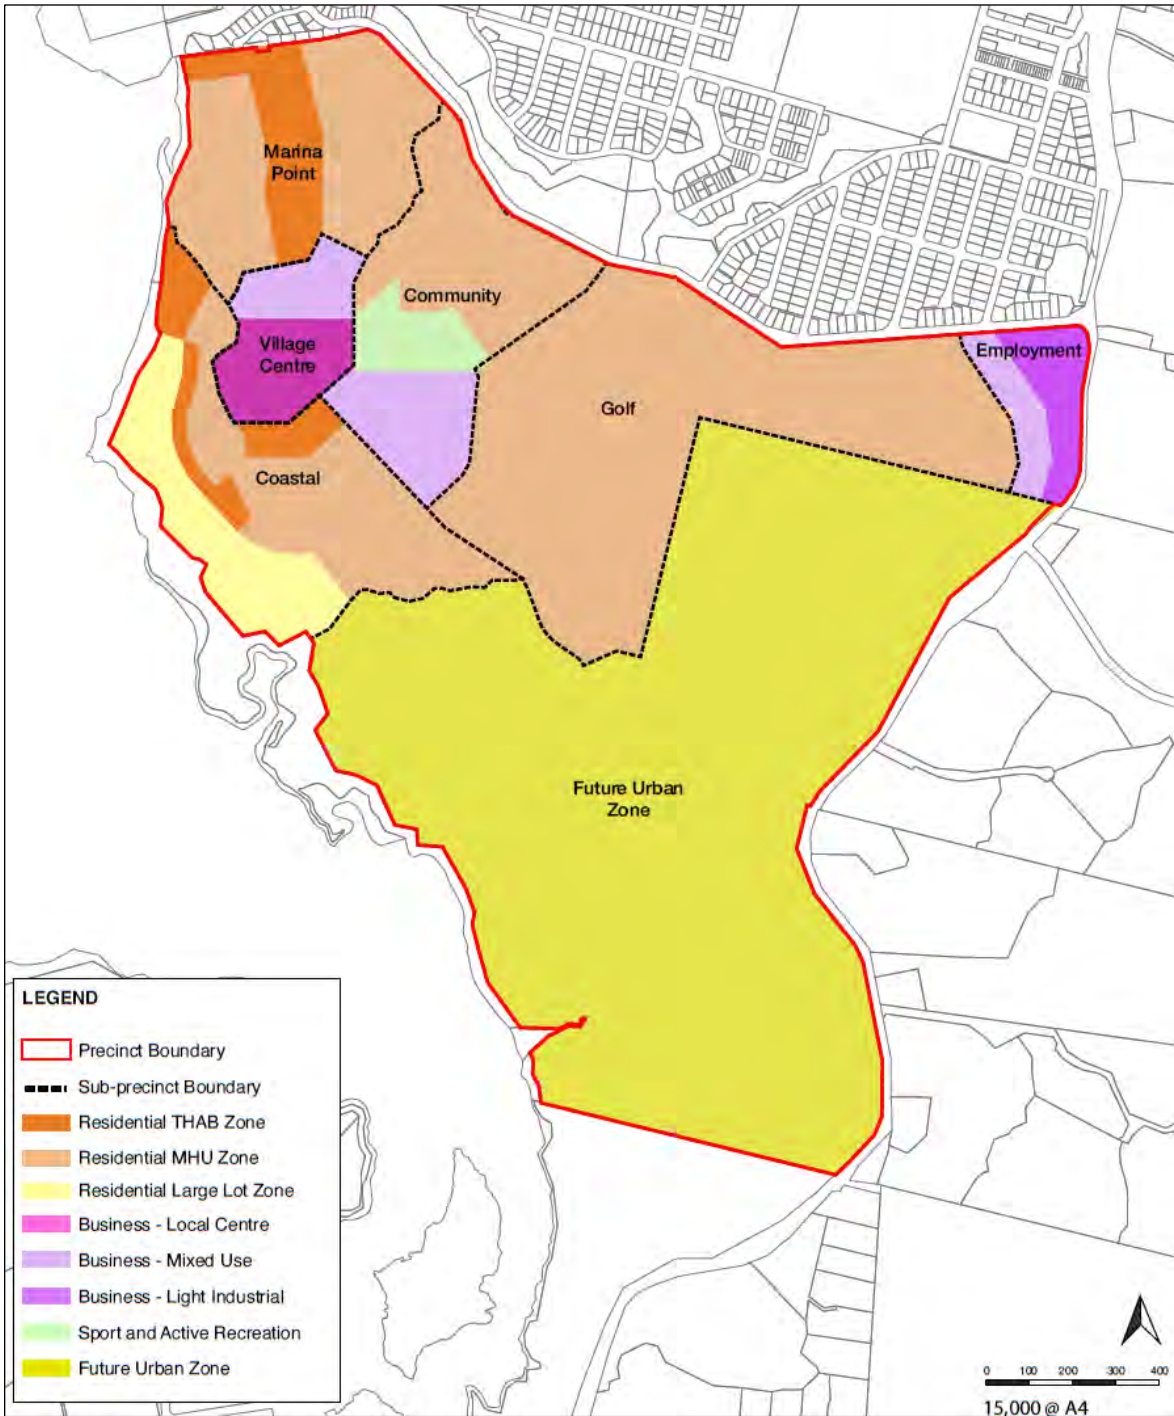 Marina
Point
Community
Village
Centre
Employment
Golf
Coastal
Future Urban
Zone
LEGEND
Precinct Boundary
Sub-precinct Boundary
Residential THAB Zone
Residential MHU Zone
Residential Large Lot Zone
Business - Local Centre
Business - Mixed Use
Business - Light Industrial
Sport and Active Recreation
Future Urban Zone
0 100 200 300 400
15,000 @ A4